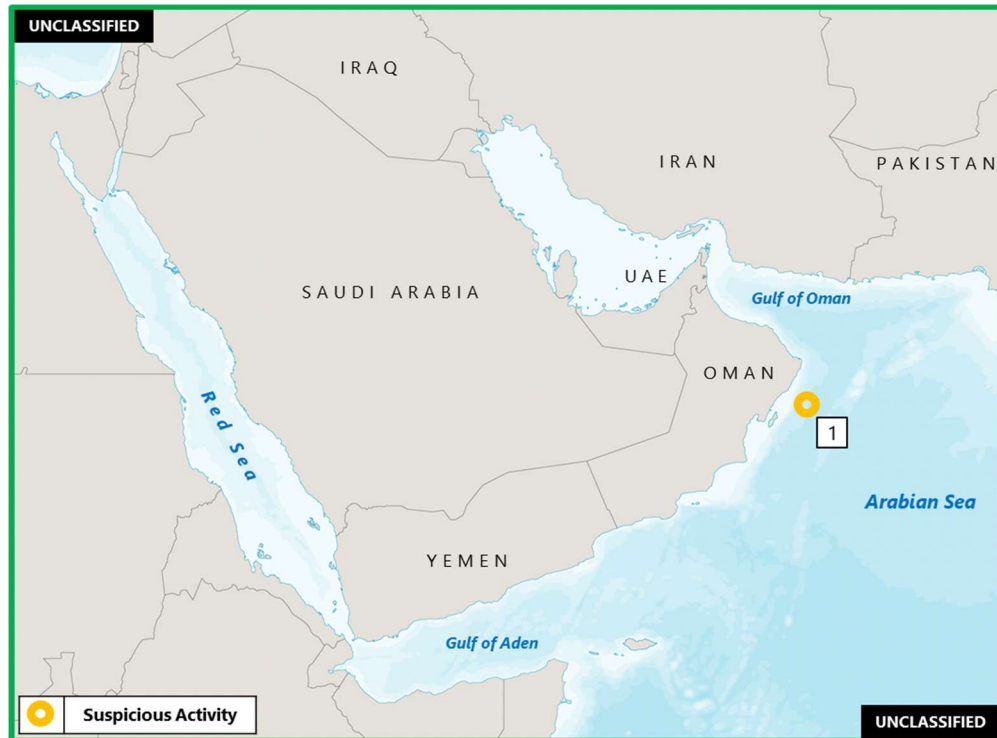 UNCLASSIFIED
IRAQ
IRAN
PAKISTAN
SAUDI ARABIA
UAE
Gulf of Oman
OMAN
Red Sea
1
Arabian Sea
YEMEN
Gulf of Aden
Suspicious Activity
UNCLASSIFIED